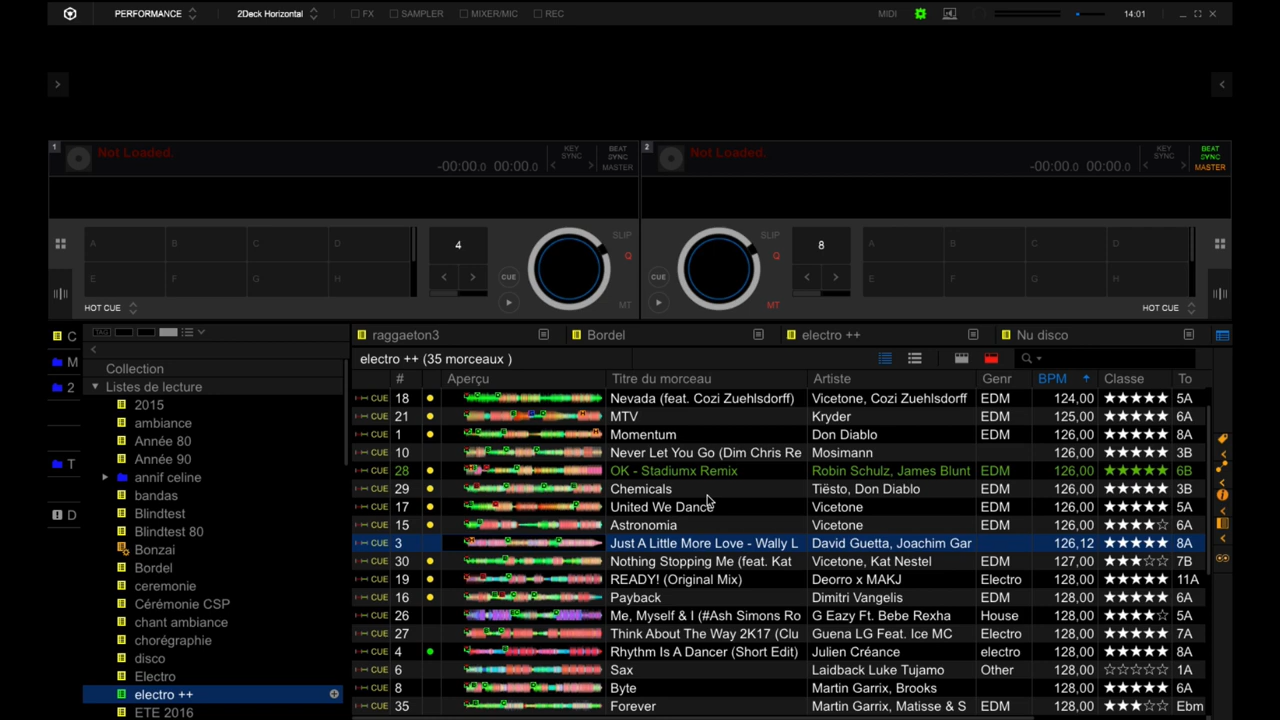 PERFORMANCE 2Deck Horizontal FX SAMPLER MIXER/MIC REC MIDI 14:01
1 Not Loaded. -00:00.0 00:00.0 KEY SYNC BEAT SYNC MASTER
2 Not Loaded. -00:00.0 00:00.0 KEY SYNC BEAT SYNC MASTER
A B C D 4 SLIP Q
E F G H CUE MT
HOT CUE
SLIP Q 8 A B C D
CUE MT E F G H
HOT CUE
C
M
2
T
D
TAG
raggaeton3 Bordel electro ++ Nu disco
electro ++ (35 morceaux )
Collection
Listes de lecture
2015
ambiance
Année 80
Année 90
annif celine
bandas
Blindtest
Blindtest 80
Bonzai
Bordel
ceremonie
Cérémonie CSP
chant ambiance
chorégraphie
disco
Electro
electro ++
ETE 2016
# Aperçu Titre du morceau Artiste Genr BPM Classe To
CUE 18 Nevada (feat. Cozi Zuehlsdorff) Vicetone, Cozi Zuehlsdorff EDM 124,00 ★★★★★ 5A
CUE 21 MTV Kryder EDM 125,00 ★★★★★ 6A
CUE 1 Momentum Don Diablo EDM 126,00 ★★★★★ 8A
CUE 10 Never Let You Go (Dim Chris Re Mosimann 126,00 ★★★★★ 3B
CUE 28 OK - Stadiumx Remix Robin Schulz, James Blunt EDM 126,00 ★★★★★ 6B
CUE 29 Chemicals Tiësto, Don Diablo EDM 126,00 ★★★★★ 3B
CUE 17 United We Dance Vicetone EDM 126,00 ★★★★★ 5A
CUE 15 Astronomia Vicetone EDM 126,00 ★★★★☆ 6A
CUE 3 Just A Little More Love - Wally L David Guetta, Joachim Gar 126,12 ★★★★★ 8A
CUE 30 Nothing Stopping Me (feat. Kat Vicetone, Kat Nestel EDM 127,00 ★★★☆☆ 7B
CUE 19 READY! (Original Mix) Deorro x MAKJ Electro 128,00 ★★★★★ 11A
CUE 16 Payback Dimitri Vangelis EDM 128,00 ★★★★★ 6A
CUE 26 Me, Myself & I (#Ash Simons Ro G Eazy Ft. Bebe Rexha House 128,00 ★★★★☆ 5A
CUE 27 Think About The Way 2K17 (Clu Guena LG Feat. Ice MC Electro 128,00 ★★★★★ 7A
CUE 4 Rhythm Is A Dancer (Short Edit) Julien Créance electro 128,00 ★★★★★ 8A
CUE 6 Sax Laidback Luke Tujamo Other 128,00 ☆☆☆☆☆ 1A
CUE 8 Byte Martin Garrix, Brooks EDM 128,00 ★★★★★ 6A
CUE 35 Forever Martin Garrix, Matisse & S EDM 128,00 ★★★☆☆ Ebm